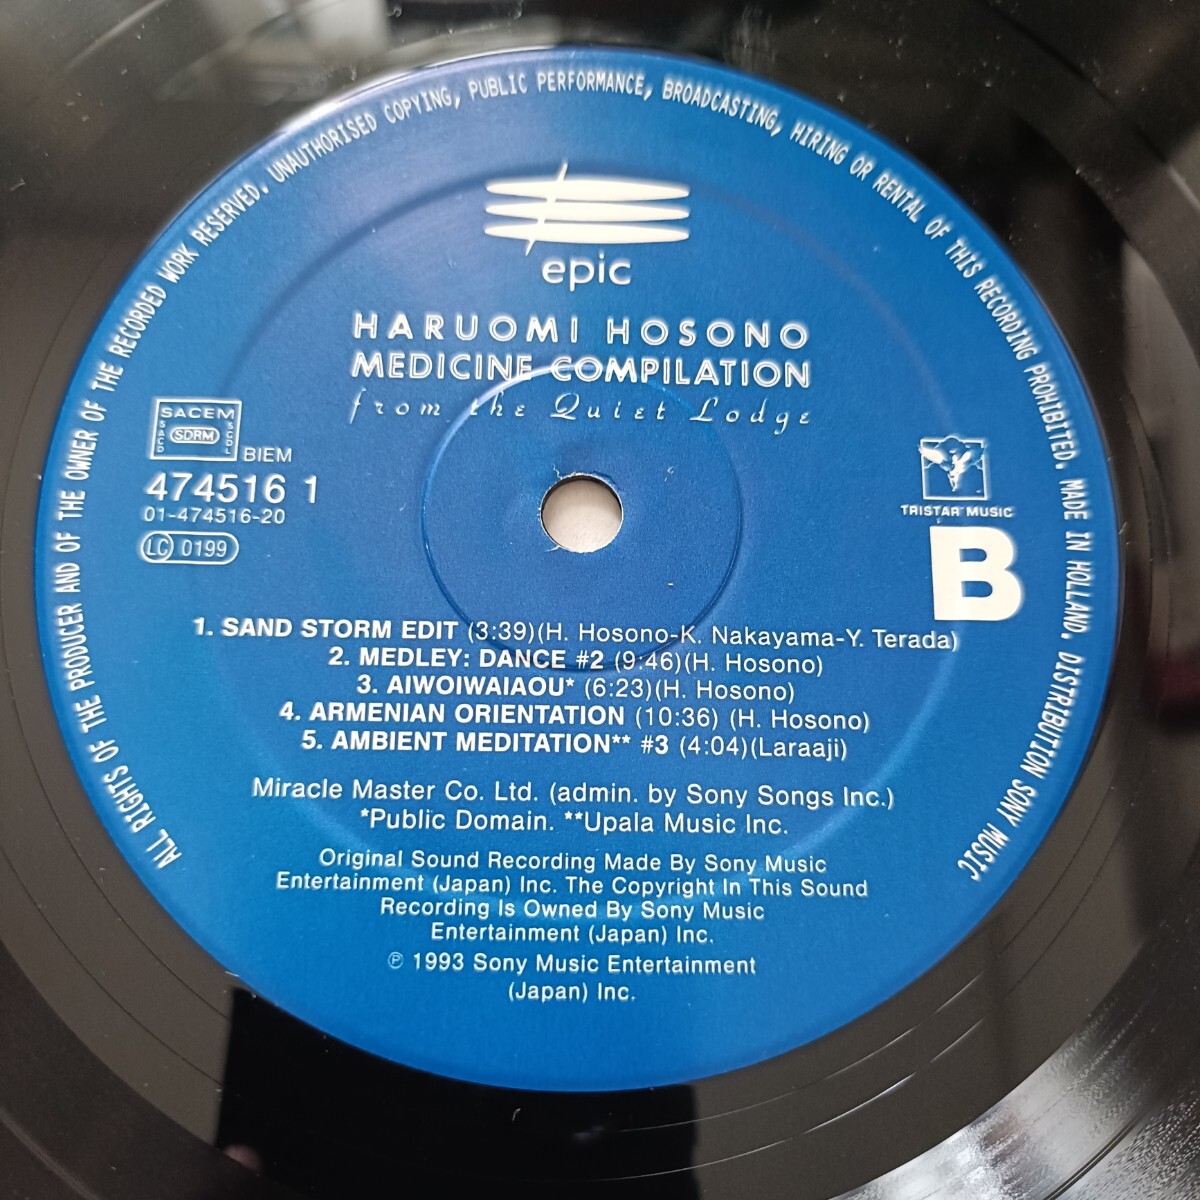 ALL RIGHTS OF THE PRODUCER AND OF THE OWNER OF THE RECORDED WORK RESERVED. UNAUTHORISED COPYING, PUBLIC PERFORMANCE, BROADCASTING, HIRING OR RENTAL OF THIS RECORDING PROHIBITED. MADE IN HOLLAND. DISTRIBUTION SONY MUSIC
epic
HARUOMI HOSONO
MEDICINE COMPILATION
from the Quiet Lodge
SACEM
SACD
SDRM
SGDL
BIEM
474516 1
01-474516-20
LC 0199
TRISTAR MUSIC
B
1. SAND STORM EDIT (3:39)(H. Hosono-K. Nakayama-Y. Terada)
2. MEDLEY: DANCE #2 (9:46)(H. Hosono)
3. AIWOIWAIAOU* (6:23)(H. Hosono)
4. ARMENIAN ORIENTATION (10:36) (H. Hosono)
5. AMBIENT MEDITATION** #3 (4:04)(Laraaji)
Miracle Master Co. Ltd. (admin. by Sony Songs Inc.)
*Public Domain. **Upala Music Inc.
Original Sound Recording Made By Sony Music
Entertainment (Japan) Inc. The Copyright In This Sound
Recording Is Owned By Sony Music
Entertainment (Japan) Inc.
℗ 1993 Sony Music Entertainment
(Japan) Inc.